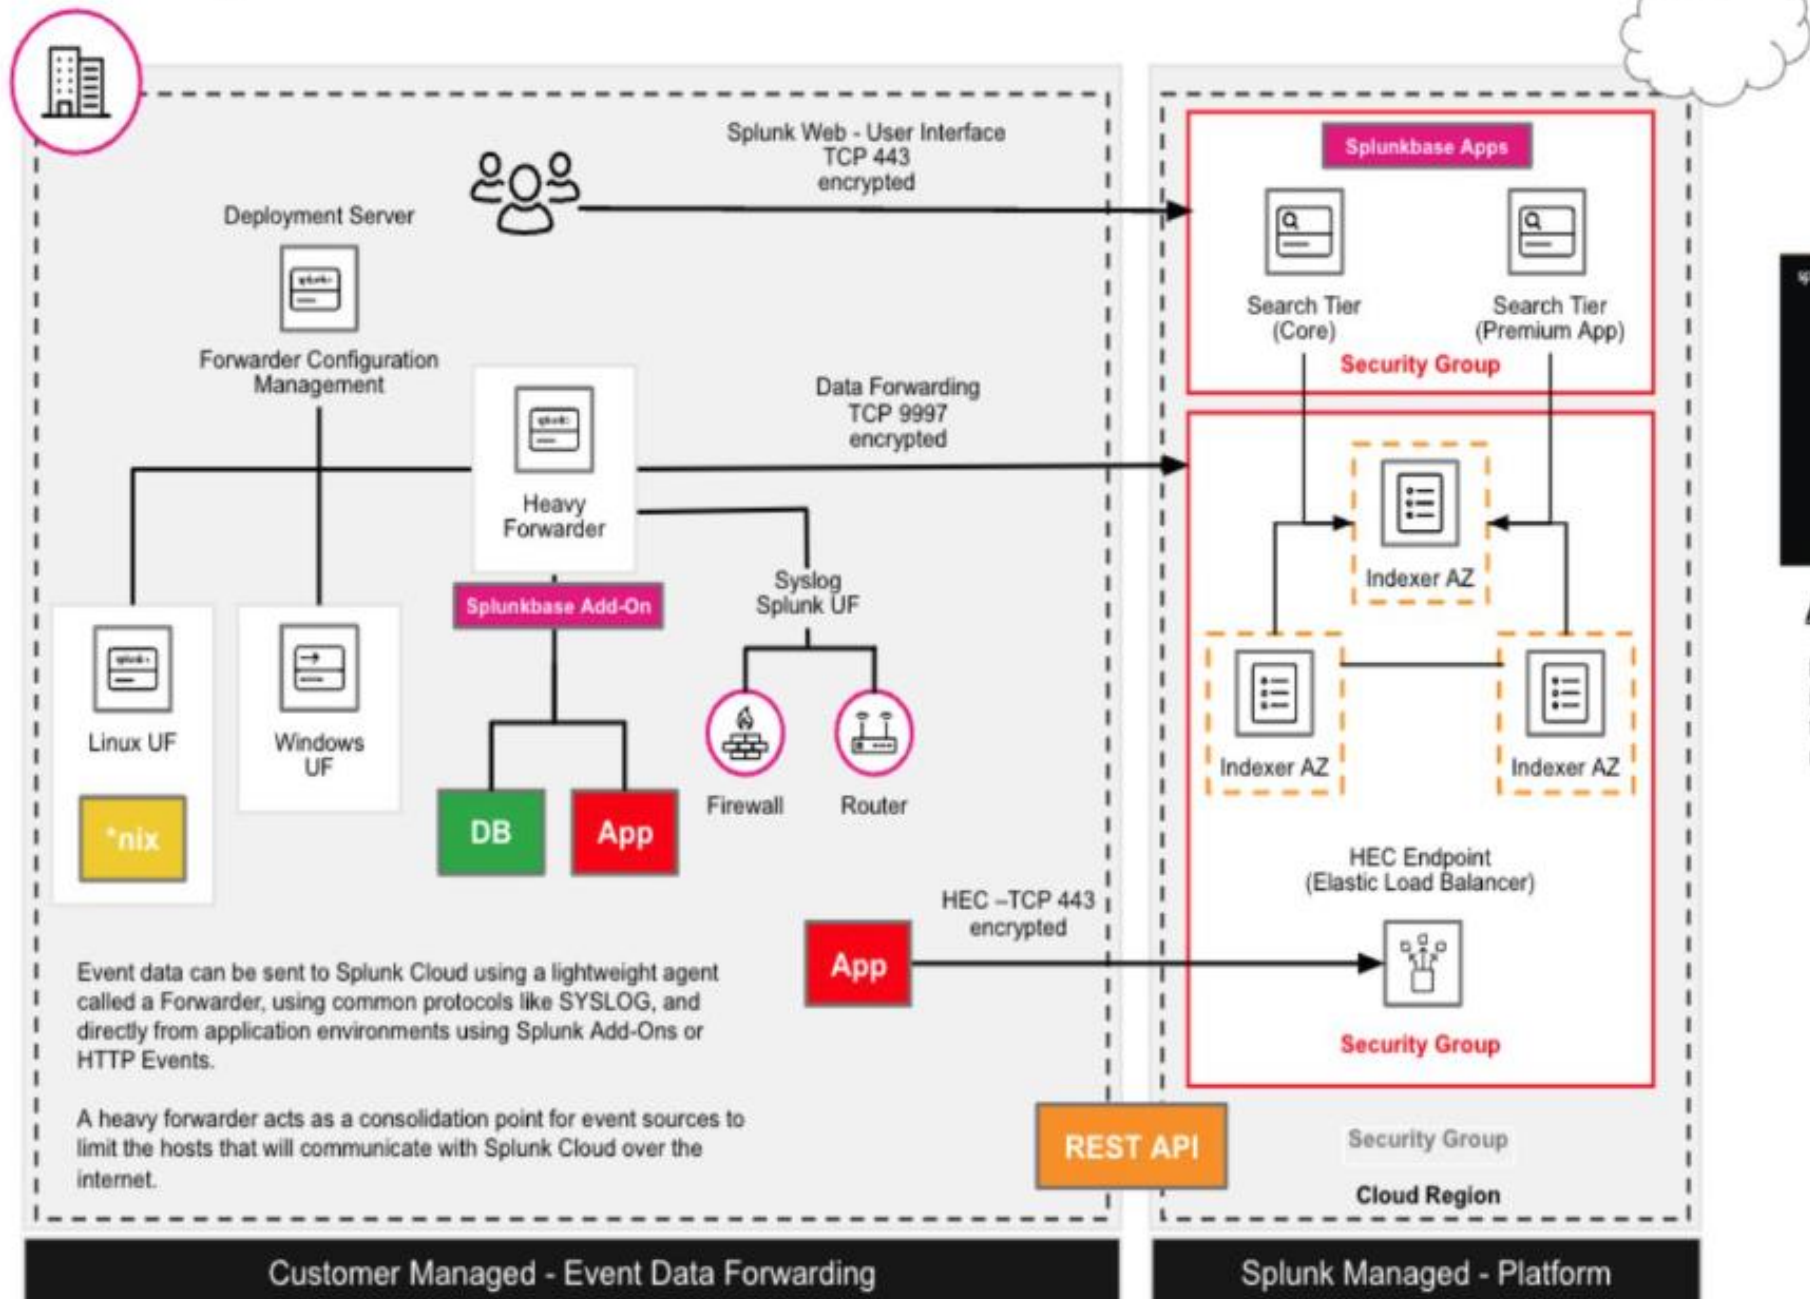 Splunk Web - User Interface
TCP 443
encrypted
Deployment Server
Forwarder Configuration
Management
Heavy
Forwarder
Data Forwarding
TCP 9997
encrypted
Splunkbase Add-On
Syslog
Splunk UF
Linux UF
*nix
Windows
UF
DB
App
Firewall
Router
HEC –TCP 443
encrypted
App
Event data can be sent to Splunk Cloud using a lightweight agent
called a Forwarder, using common protocols like SYSLOG, and
directly from application environments using Splunk Add-Ons or
HTTP Events.
A heavy forwarder acts as a consolidation point for event sources to
limit the hosts that will communicate with Splunk Cloud over the
internet.
REST API
Customer Managed - Event Data Forwarding
Splunkbase Apps
Search Tier
(Core)
Search Tier
(Premium App)
Security Group
Indexer AZ
Indexer AZ
Indexer AZ
HEC Endpoint
(Elastic Load Balancer)
Security Group
Security Group
Cloud Region
Splunk Managed - Platform